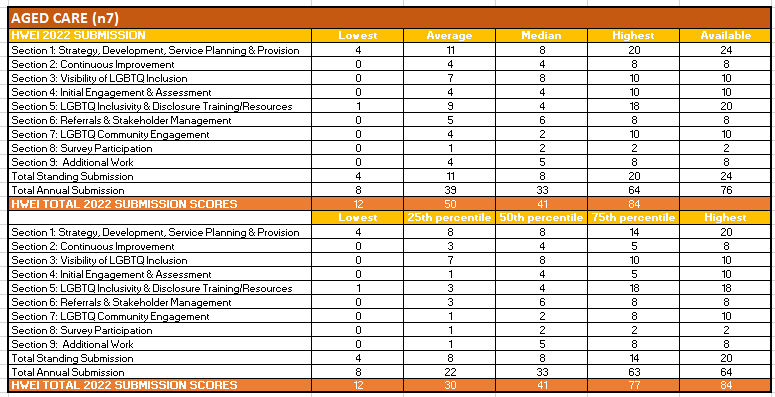 AGED CARE (n7)
HWEI 2022 SUBMISSION Lowest Average Median Highest Available
Section 1: Strategy, Development, Service Planning & Provision 4 11 8 20 24
Section 2: Continuous Improvement 0 4 4 8 8
Section 3: Visibility of LGBTQ Inclusion 0 7 8 10 10
Section 4: Initial Engagement & Assessment 0 4 4 10 10
Section 5: LGBTQ Inclusivity & Disclosure Training/Resources 1 9 4 18 20
Section 6: Referrals & Stakeholder Management 0 5 6 8 8
Section 7: LGBTQ Community Engagement 0 4 2 10 10
Section 8: Survey Participation 0 1 2 2 2
Section 9: Additional Work 0 4 5 8 8
Total Standing Submission 4 11 8 20 24
Total Annual Submission 8 39 33 64 76
HWEI TOTAL 2022 SUBMISSION SCORES 12 50 41 84
Lowest 25th percentile 50th percentile 75th percentile Highest
Section 1: Strategy, Development, Service Planning & Provision 4 8 8 14 20
Section 2: Continuous Improvement 0 3 4 5 8
Section 3: Visibility of LGBTQ Inclusion 0 7 8 10 10
Section 4: Initial Engagement & Assessment 0 1 4 5 10
Section 5: LGBTQ Inclusivity & Disclosure Training/Resources 1 3 4 18 18
Section 6: Referrals & Stakeholder Management 0 3 6 8 8
Section 7: LGBTQ Community Engagement 0 1 2 8 10
Section 8: Survey Participation 0 1 2 2 2
Section 9: Additional Work 0 1 5 8 8
Total Standing Submission 4 8 8 14 20
Total Annual Submission 8 22 33 63 64
HWEI TOTAL 2022 SUBMISSION SCORES 12 30 41 77 84